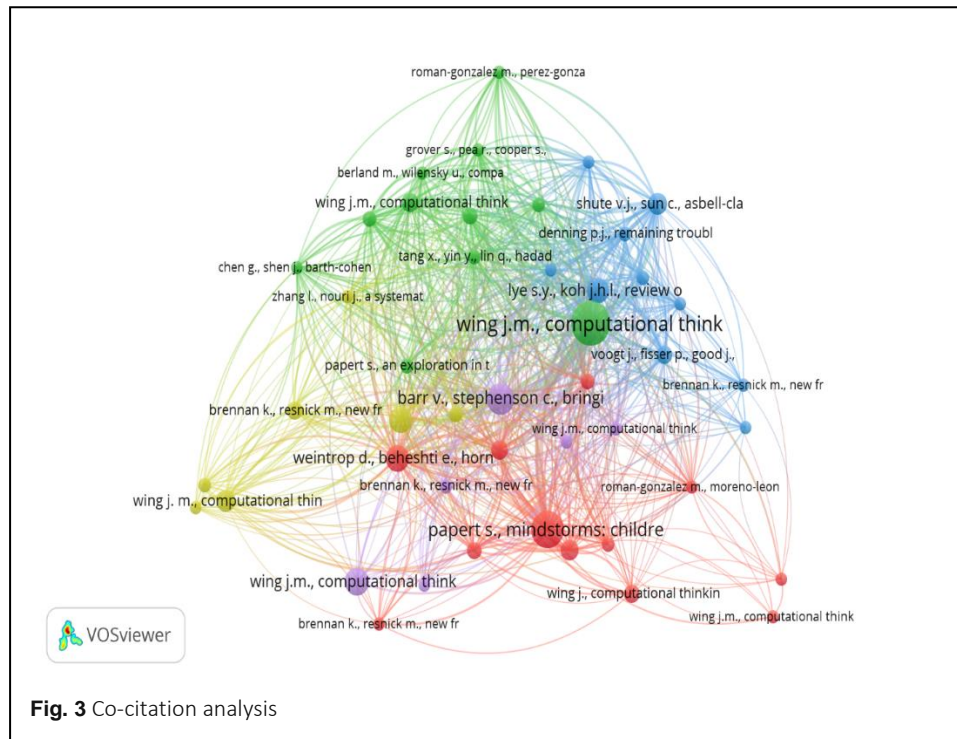 roman-gonzalez m., perez-gonza
grover s., pea r., cooper s.,
berland m., wilensky u., compa
wing j.m., computational think
shute v.j., sun c., asbell-cla
denning p.j., remaining troubl
tang x., yin y., lin q., hadad
chen g., shen j., barth-cohen
zhang l., nouri j., a systemat
lye s.y., koh j.h.l., review o
wing j.m., computational think
voogt j., fisser p., good j.,
papert s., an exploration in t
brennan k., resnick m., new fr
barr v., stephenson c., bringi
brennan k., resnick m., new fr
wing j.m., computational think
weintrop d., beheshti e., horn
brennan k., resnick m., new fr
roman-gonzalez m., moreno-leon
wing j. m., computational thin
papert s., mindstorms: childre
wing j.m., computational think
wing j., computational thinkin
wing j.m., computational think
brennan k., resnick m., new fr
VOSviewer
Fig. 3 Co-citation analysis